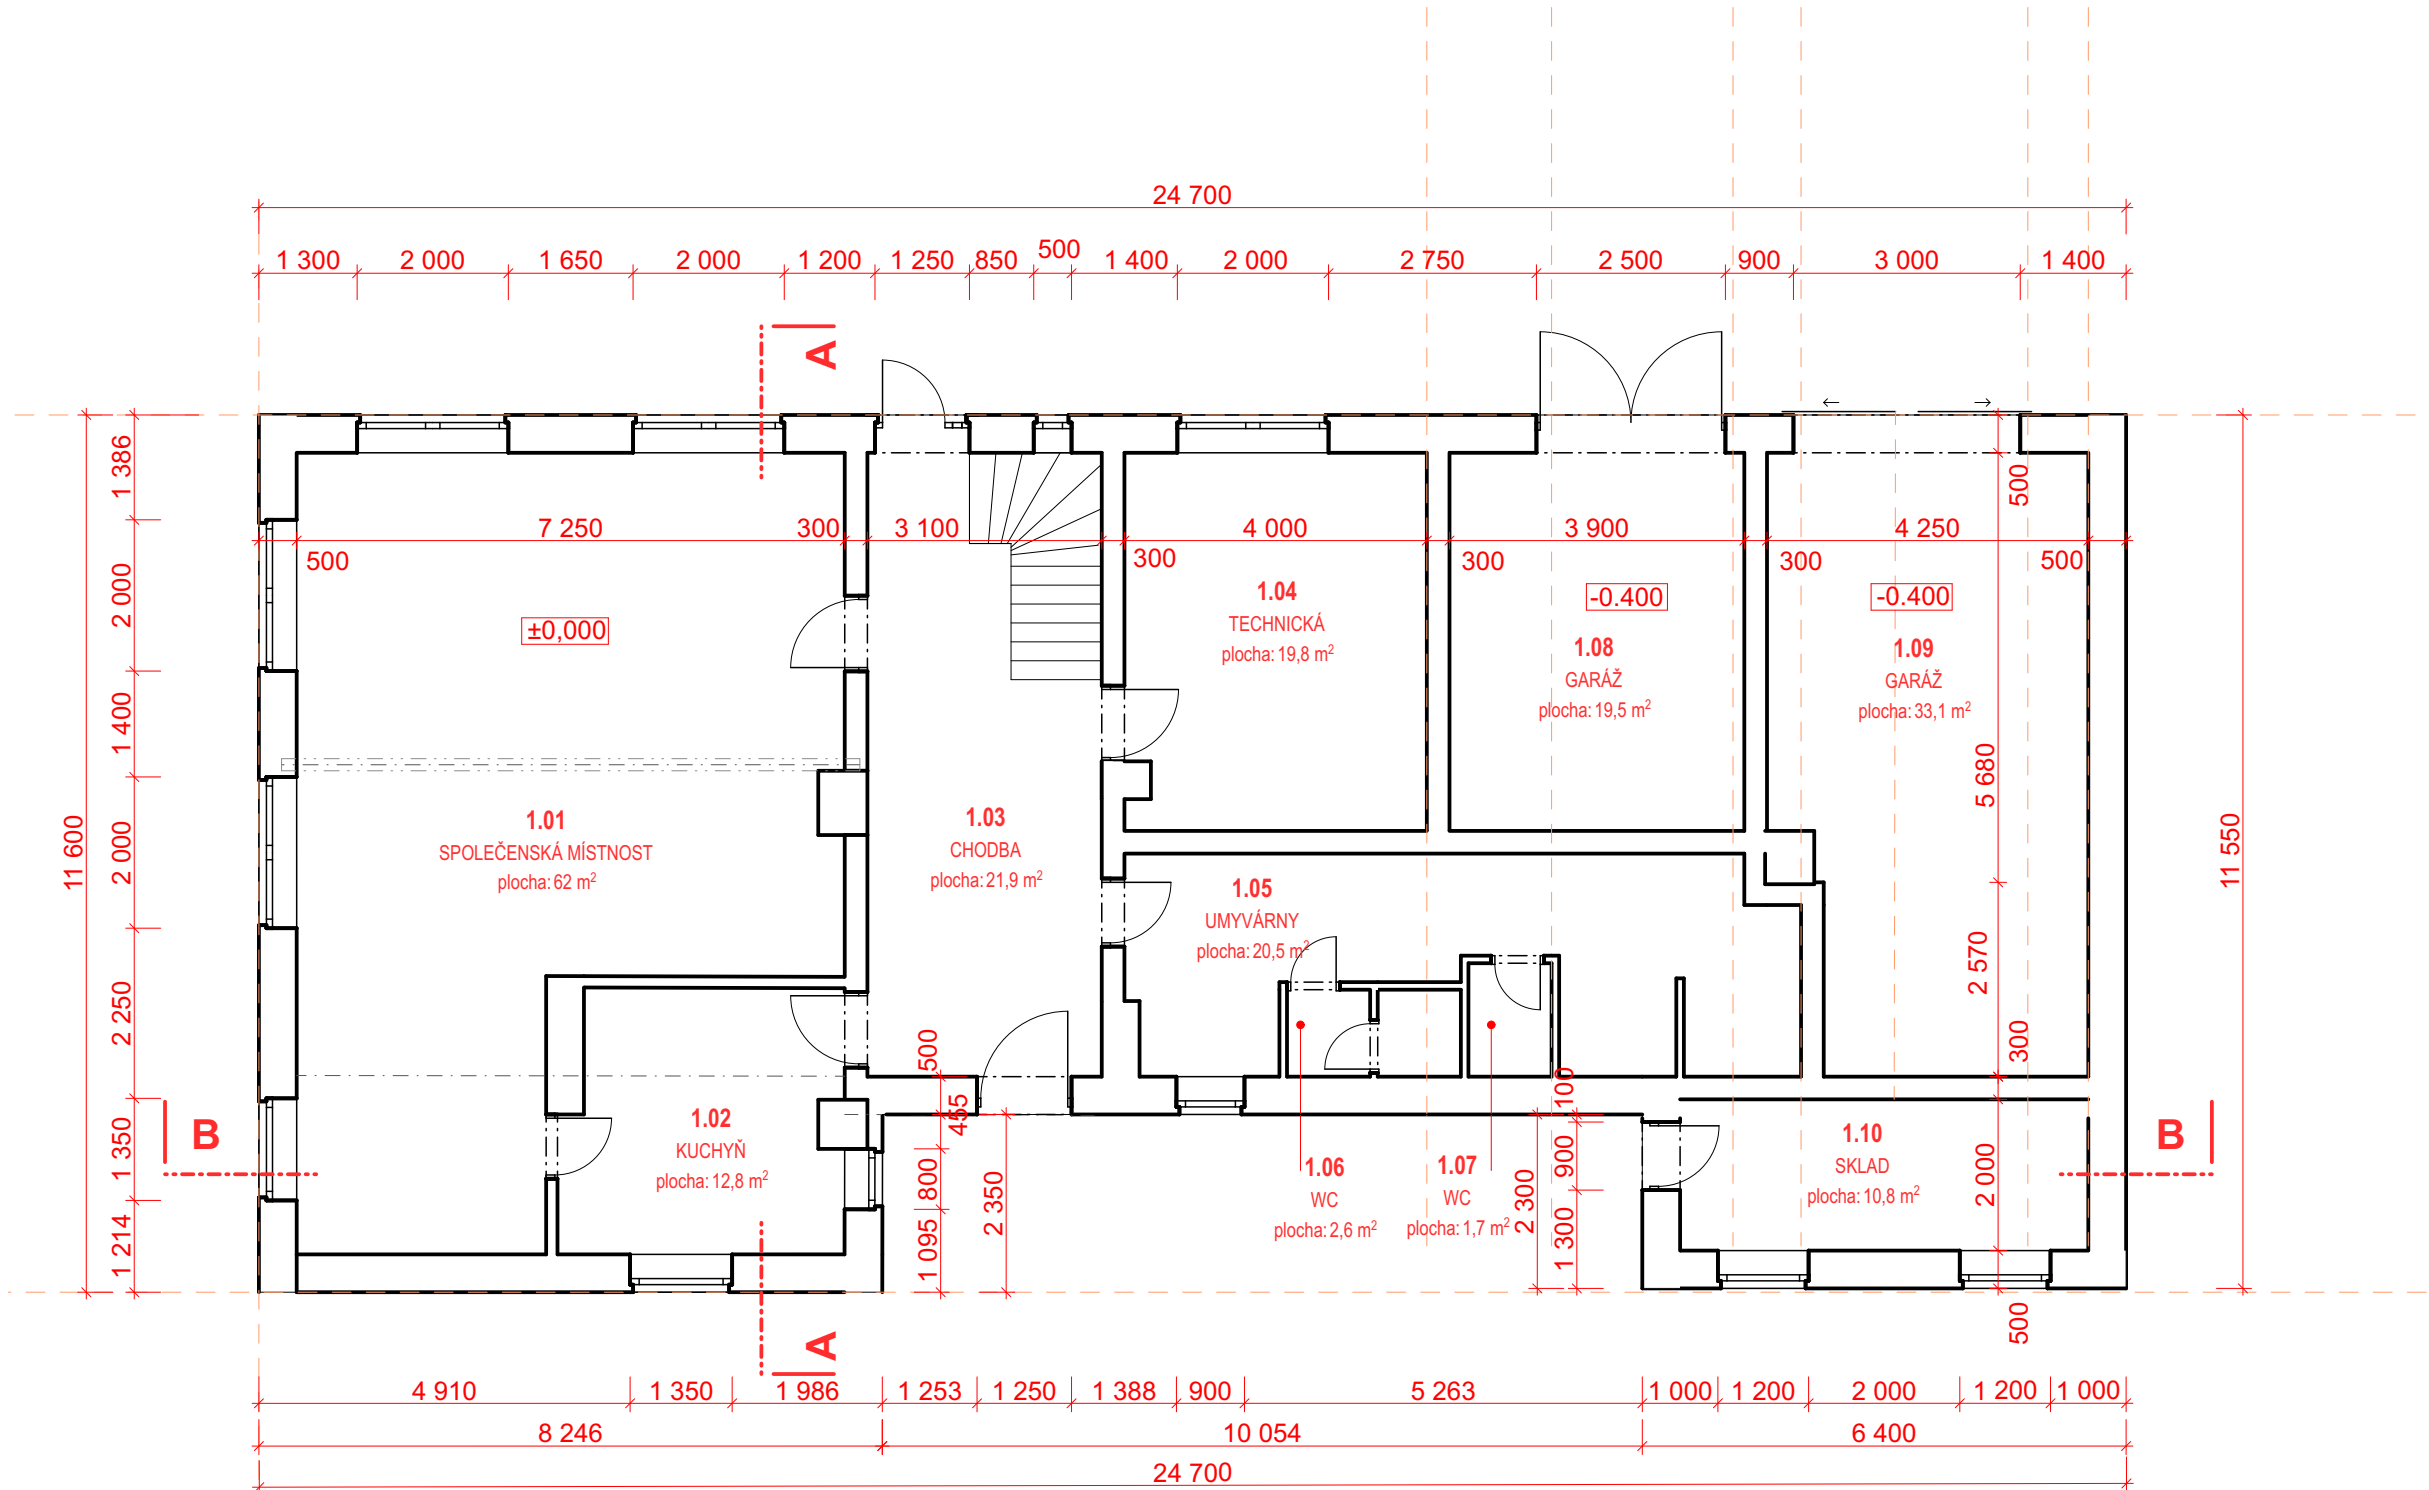 24 700
1 300 2 000 1 650 2 000 1 200 1 250 850 500 1 400 2 000 2 750 2 500 900 3 000 1 400
A
7 250 300 3 100 4 000 3 900 4 250
500 300 300 300 500
500
±0,000
-0.400
-0.400
1.04
TECHNICKÁ
plocha: 19,8 m²
1.08
GARÁŽ
plocha: 19,5 m²
1.09
GARÁŽ
plocha: 33,1 m²
1.01
SPOLEČENSKÁ MÍSTNOST
plocha: 62 m²
1.03
CHODBA
plocha: 21,9 m²
1.05
UMYVÁRNY
plocha: 20,5 m²
1.02
KUCHYŇ
plocha: 12,8 m²
1.06
WC
plocha: 2,6 m²
1.07
WC
plocha: 1,7 m²
1.10
SKLAD
plocha: 10,8 m²
11 600
1 386
2 000
1 400
2 000
2 250
1 350
1 214
500
455
800
1 095
2 350
2 300
100
900
1 300
5 680
2 570
300
2 000
500
11 550
B
B
A
4 910 1 350 1 986 1 253 1 250 1 388 900 5 263 1 000 1 200 2 000 1 200 1 000
8 246 10 054 6 400
24 700